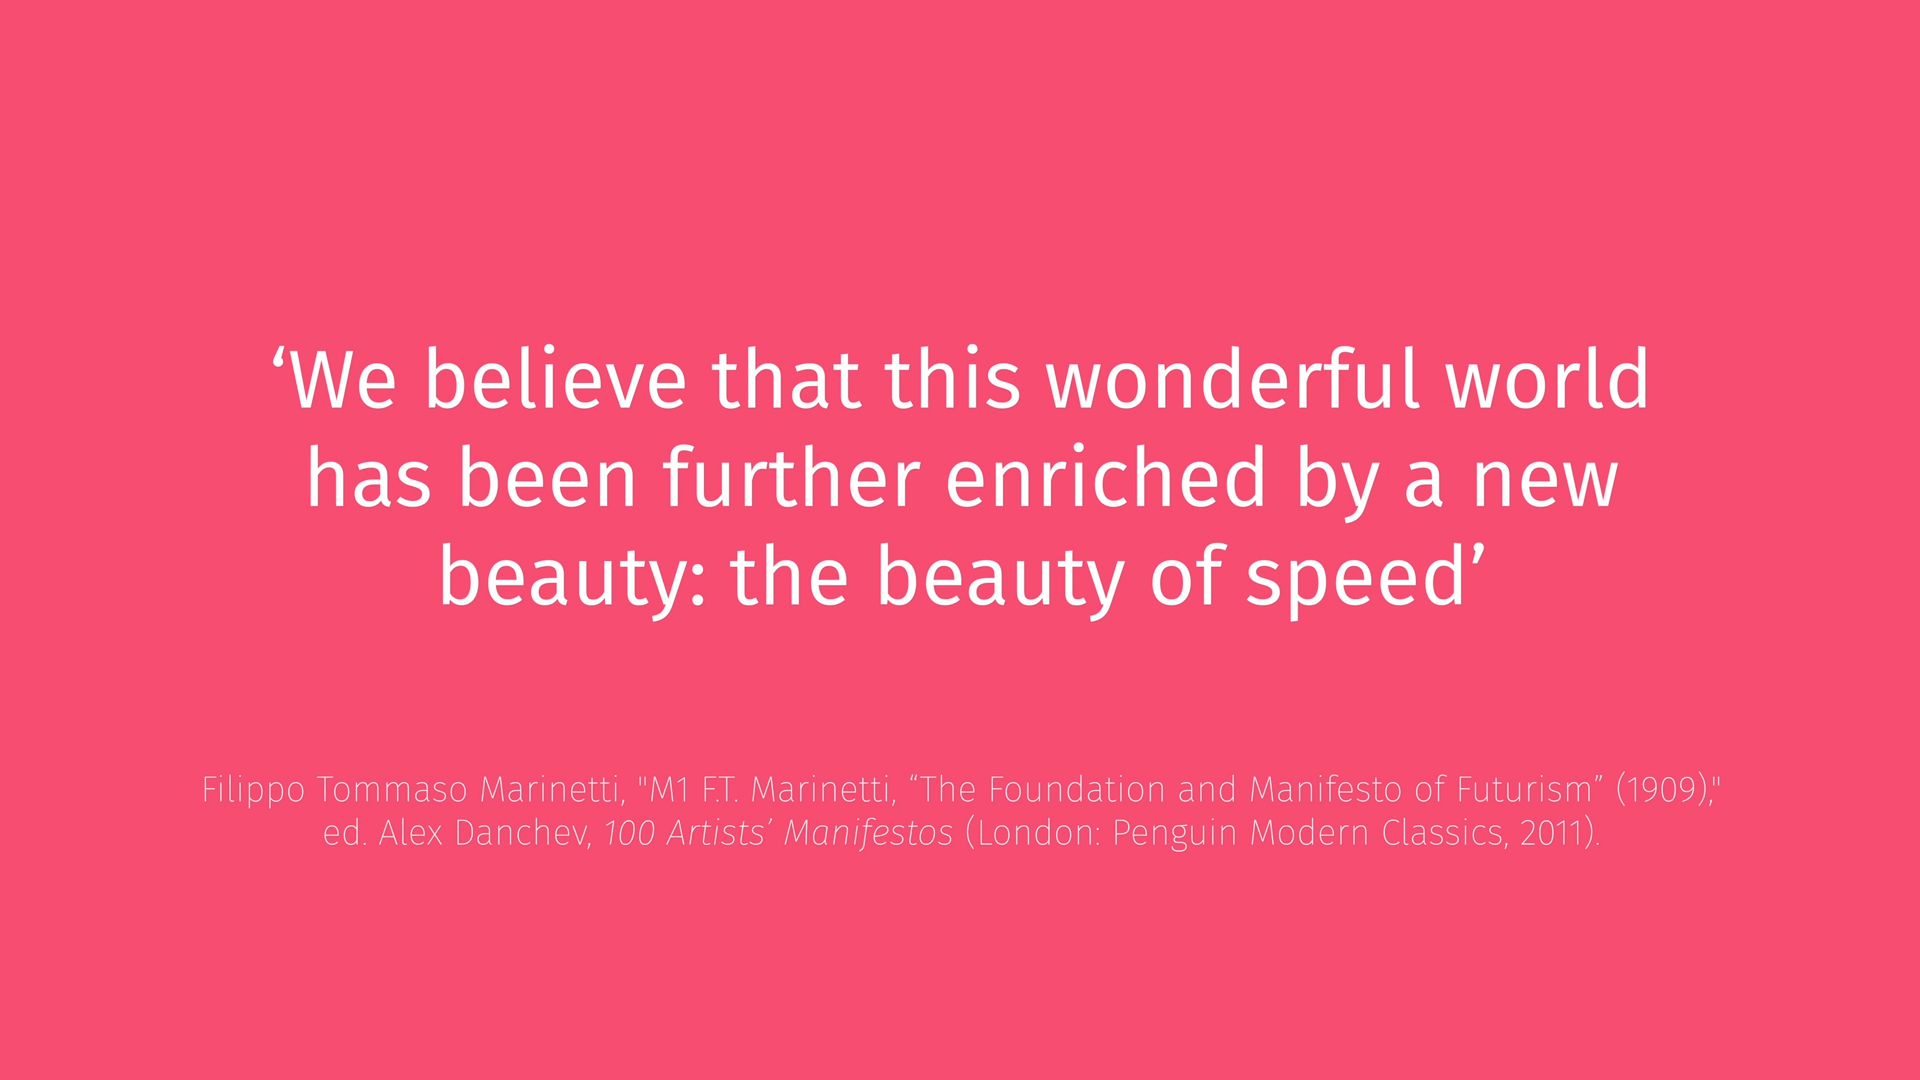 ‘We believe that this wonderful world
has been further enriched by a new
beauty: the beauty of speed’
Filippo Tommaso Marinetti, "M1 F.T. Marinetti, “The Foundation and Manifesto of Futurism” (1909),"
ed. Alex Danchev, 100 Artists’ Manifestos (London: Penguin Modern Classics, 2011).